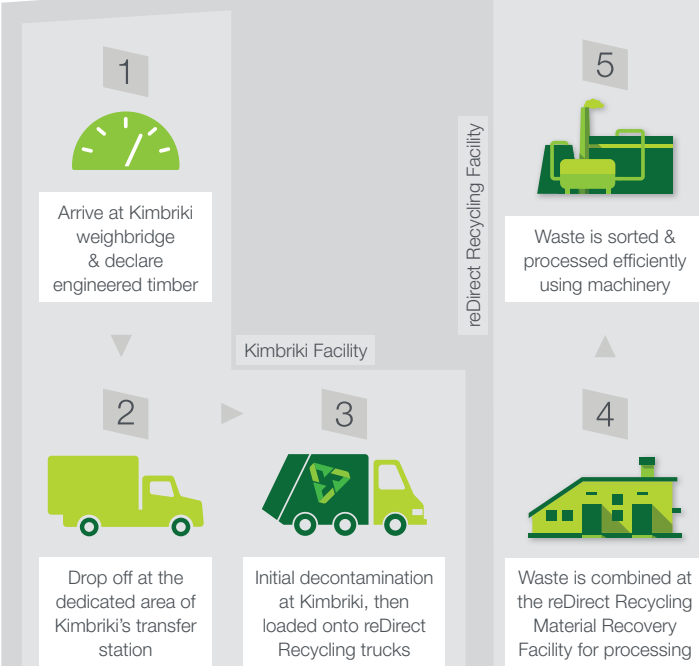 1
Arrive at Kimbriki
weighbridge
& declare
engineered timber
2
Drop off at the
dedicated area of
Kimbriki's transfer
station
Kimbriki Facility
3
Initial decontamination
at Kimbriki, then
loaded onto reDirect
Recycling trucks
reDirect Recycling Facility
4
Waste is combined at
the reDirect Recycling
Material Recovery
Facility for processing
5
Waste is sorted &
processed efficiently
using machinery